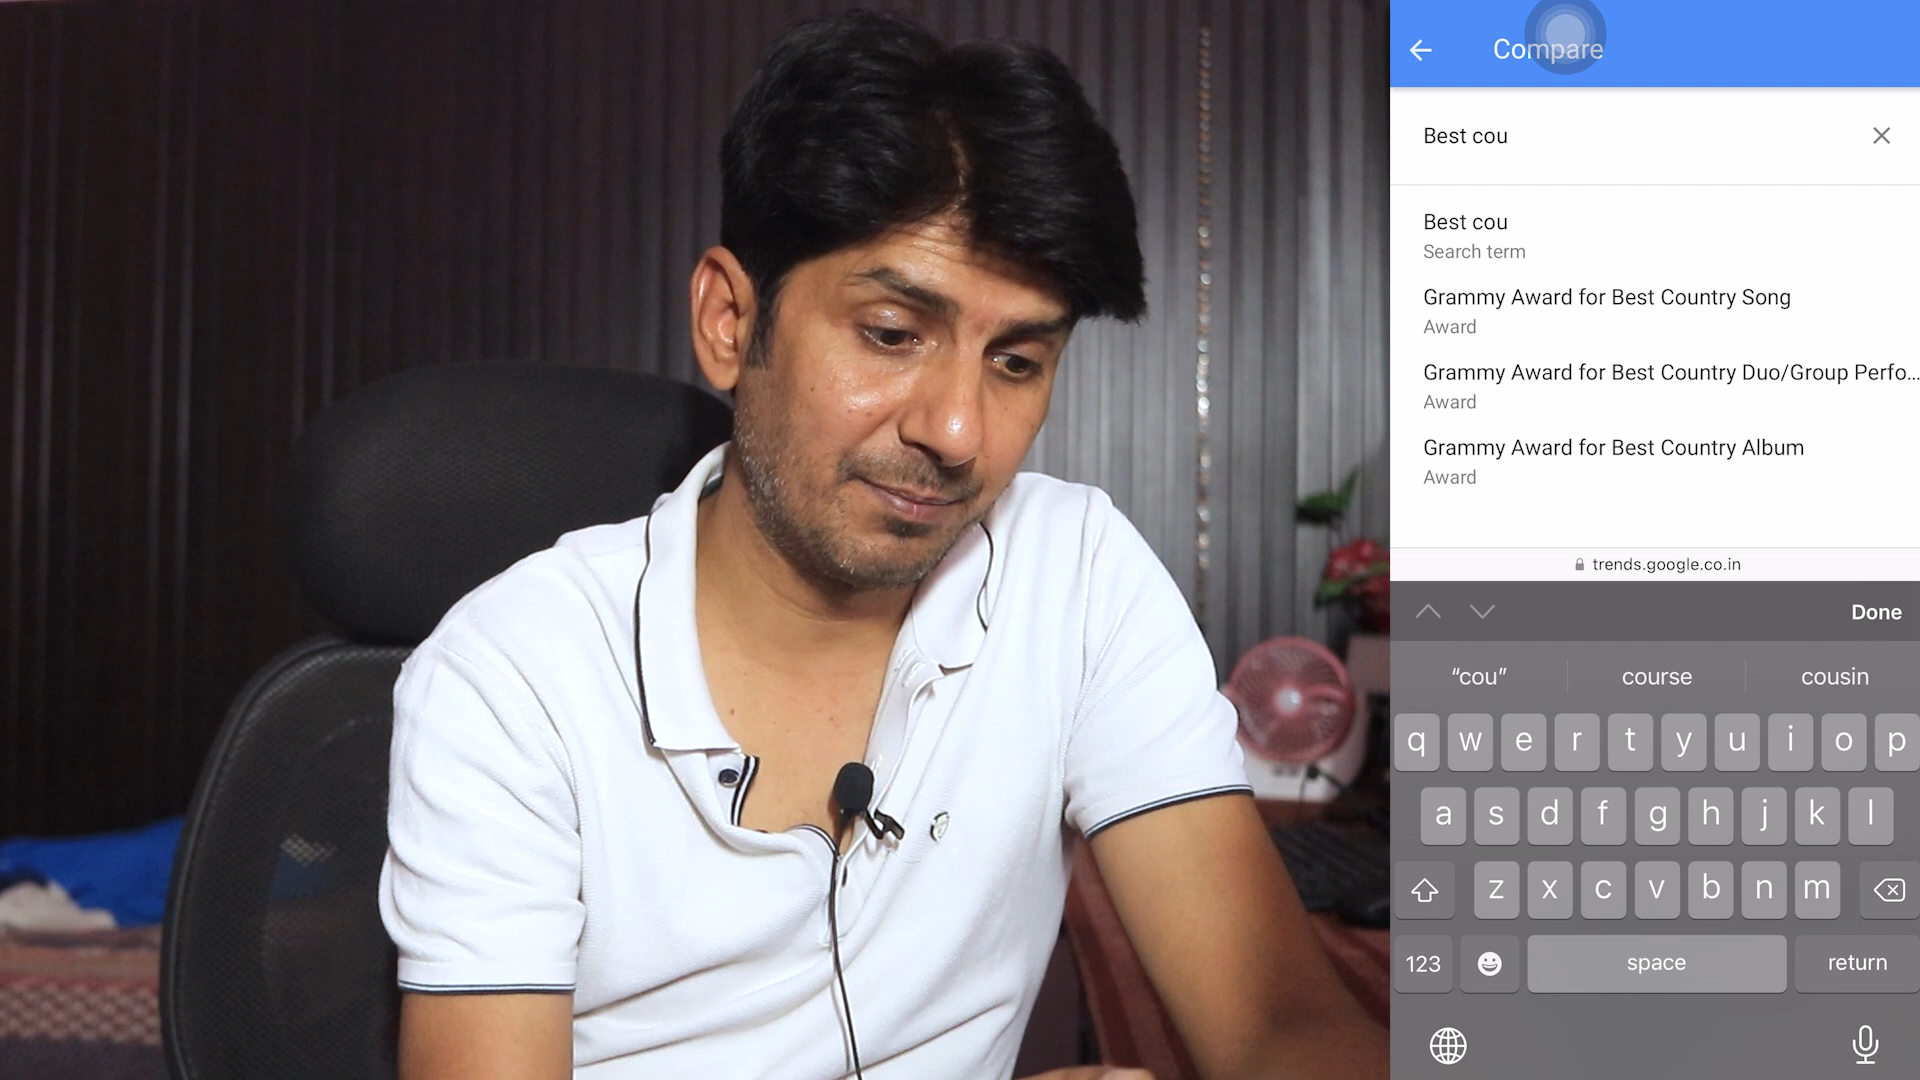 Compare
Best cou
Best cou
Search term
Grammy Award for Best Country Song
Award
Grammy Award for Best Country Duo/Group Perfo...
Award
Grammy Award for Best Country Album
Award
trends.google.co.in
Done
“cou” course cousin
q w e r t y u i o p
a s d f g h j k l
z x c v b n m
123 space return